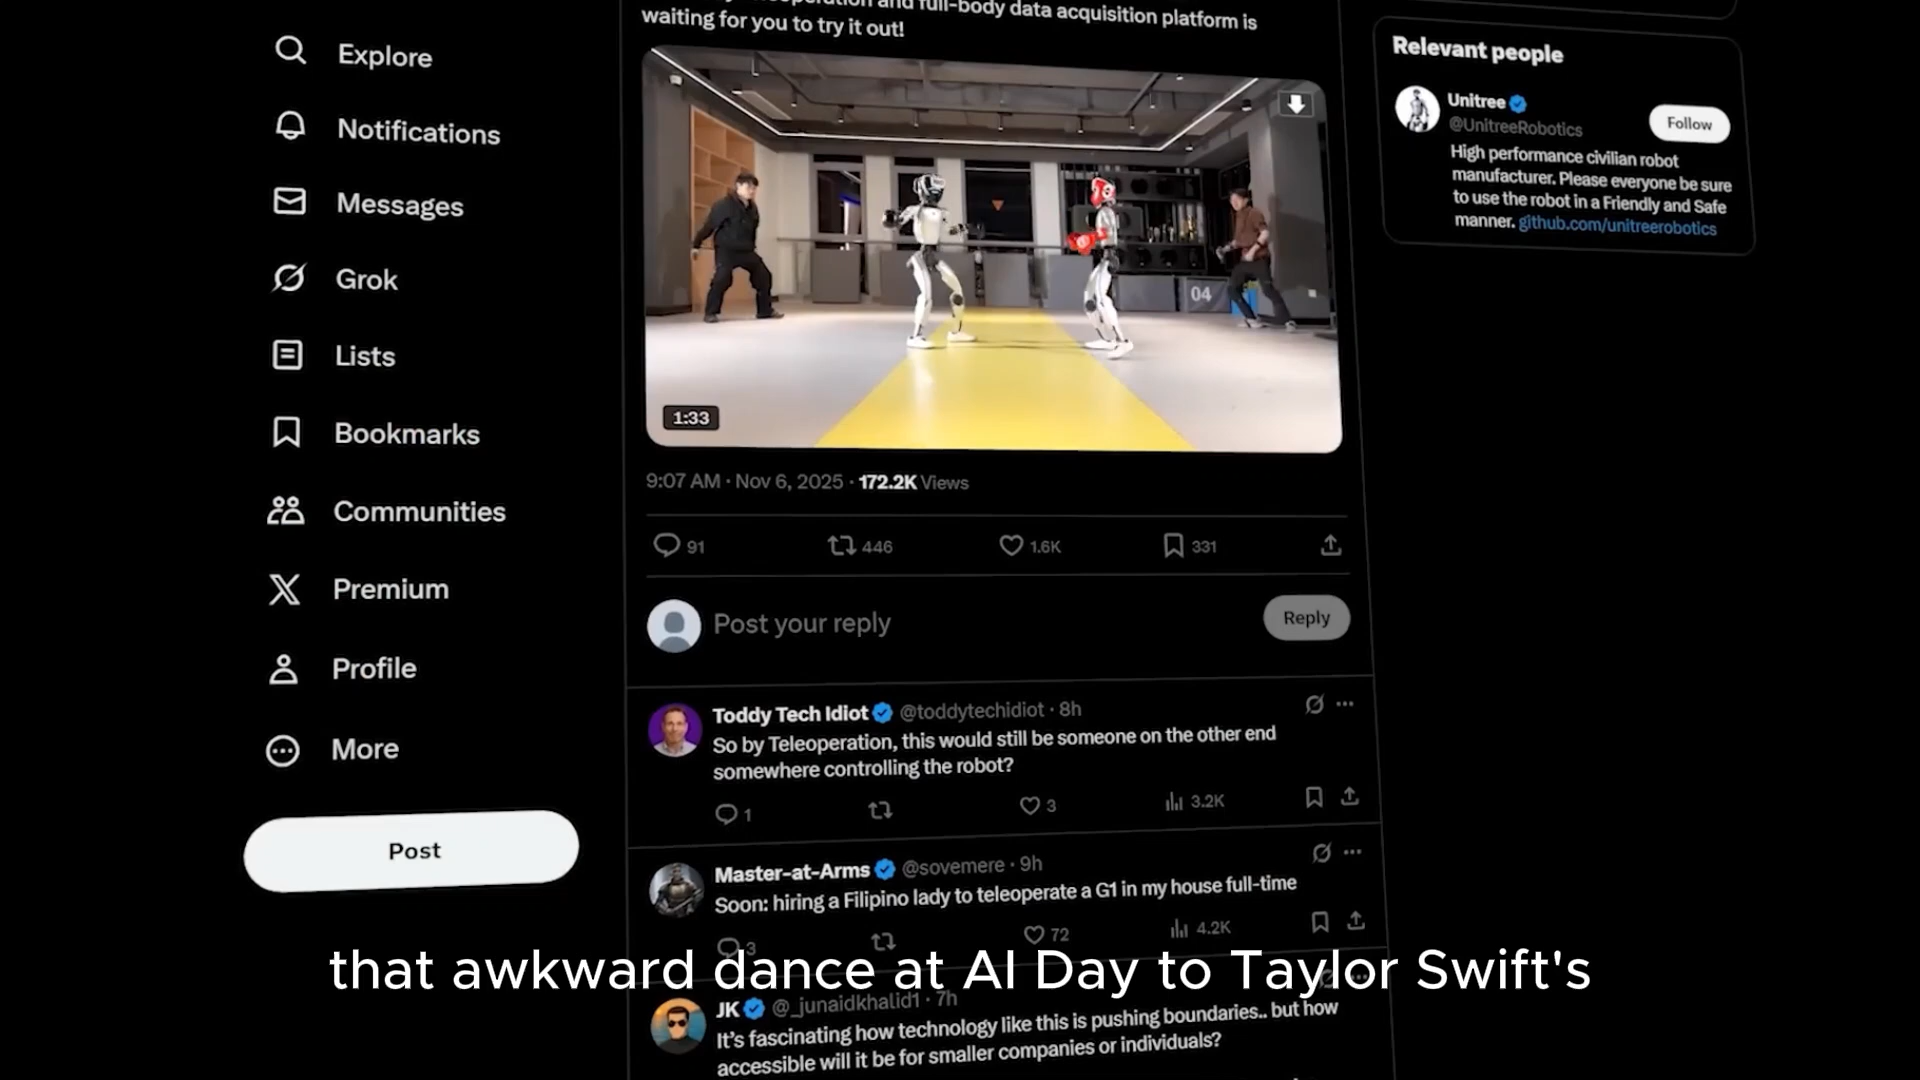 Explore
Notifications
Messages
Grok
Lists
Bookmarks
Communities
Premium
Profile
More
Post
and full-body data acquisition platform is
waiting for you to try it out!
04
1:33
9:07 AM · Nov 6, 2025 · 172.2K Views
91 446 1.6K 331
Post your reply
Reply
Toddy Tech Idiot @toddytechidiot · 8h
So by Teleoperation, this would still be someone on the other end
somewhere controlling the robot?
1 3 3.2K
Master-at-Arms @sovemere · 9h
Soon: hiring a Filipino lady to teleoperate a G1 in my house full-time
3 72 4.2K
JK @_junaidkhalid1 · 7h
It's fascinating how technology like this is pushing boundaries.. but how
accessible will it be for smaller companies or individuals?
Relevant people
Unitree
@UnitreeRobotics
Follow
High performance civilian robot
manufacturer. Please everyone be sure
to use the robot in a Friendly and Safe
manner. github.com/unitreerobotics
that awkward dance at AI Day to Taylor Swift's